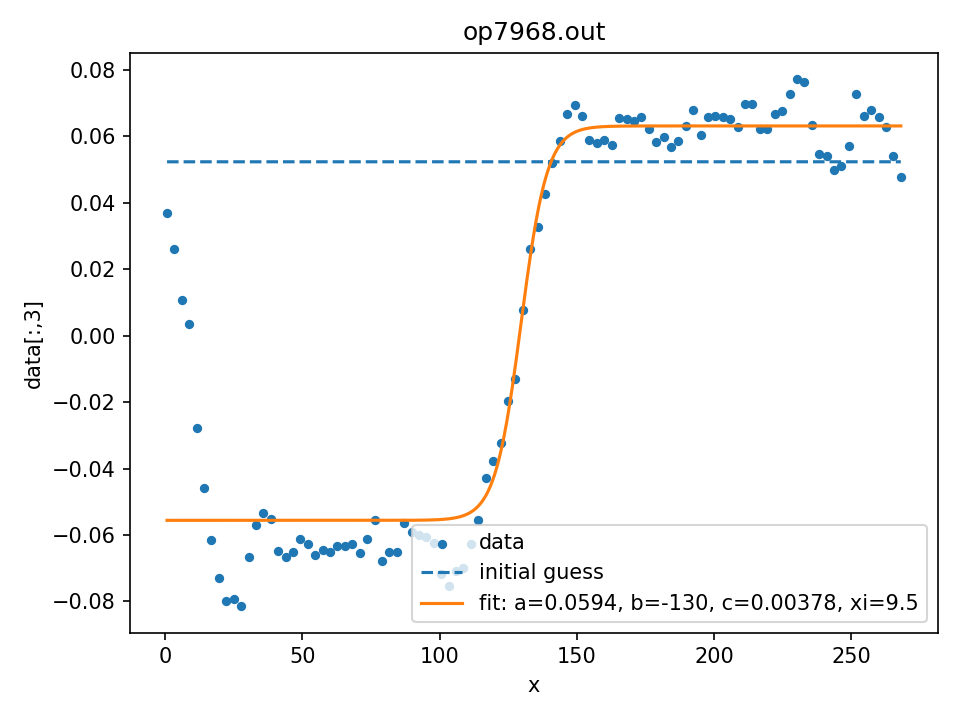 op7968.out
0.08
0.06
0.04
0.02
0.00
−0.02
−0.04
−0.06
−0.08
data[:,3]
data
initial guess
fit: a=0.0594, b=-130, c=0.00378, xi=9.5
0 50 100 150 200 250
x